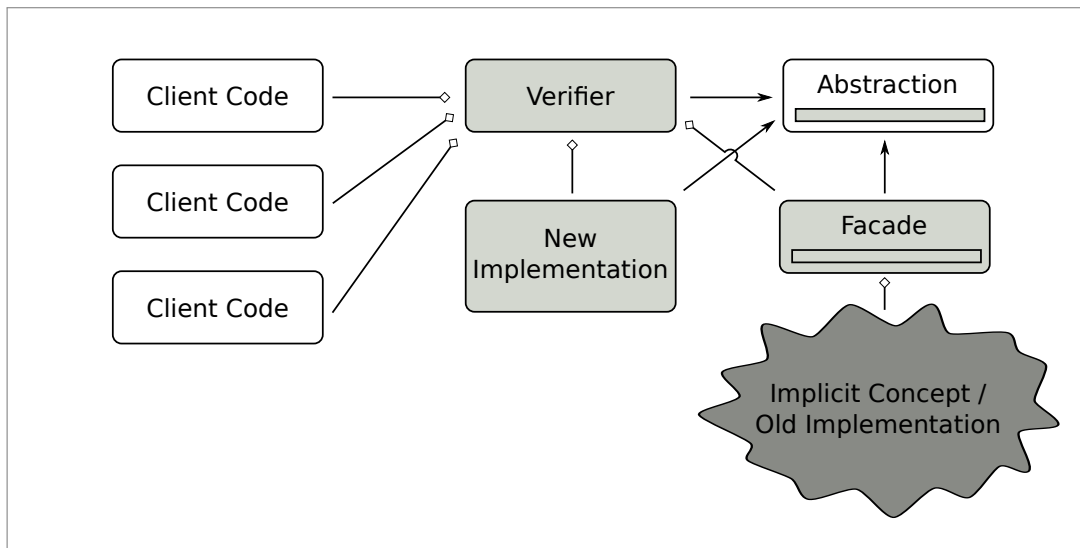 Client Code
Verifier
Abstraction
Client Code
New
Implementation
Facade
Client Code
Implicit Concept /
Old Implementation